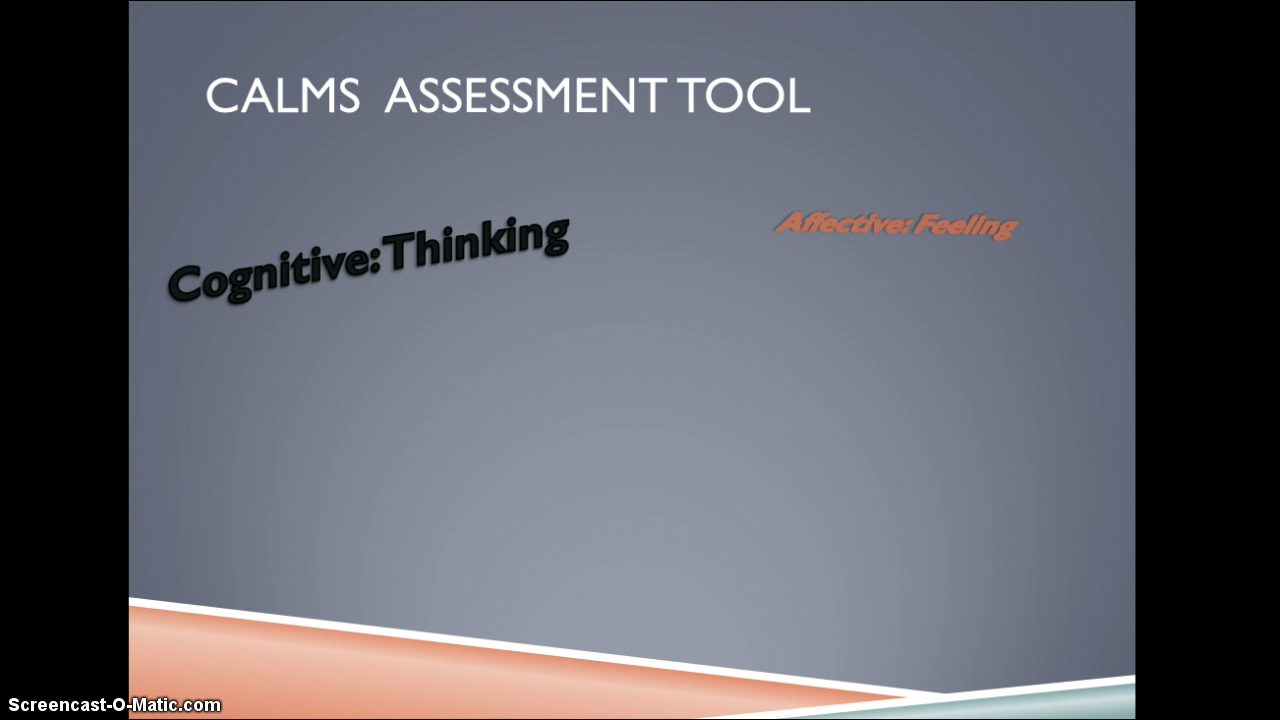 CALMS ASSESSMENT TOOL
Cognitive: Thinking
Affective: Feeling
Screencast-O-Matic.com